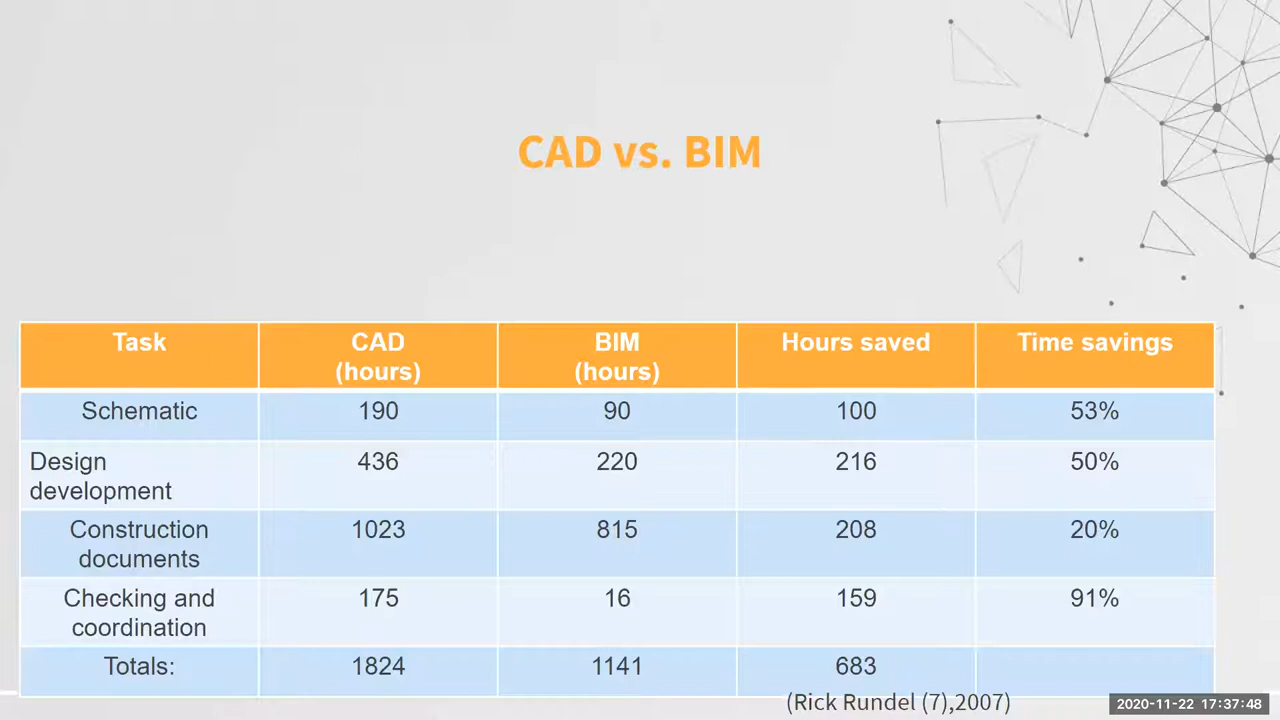 CAD vs. BIM
Task CAD (hours) BIM (hours) Hours saved Time savings
Schematic 190 90 100 53%
Design development 436 220 216 50%
Construction documents 1023 815 208 20%
Checking and coordination 175 16 159 91%
Totals: 1824 1141 683
(Rick Rundel (7),2007)
2020-11-22 17:37:48